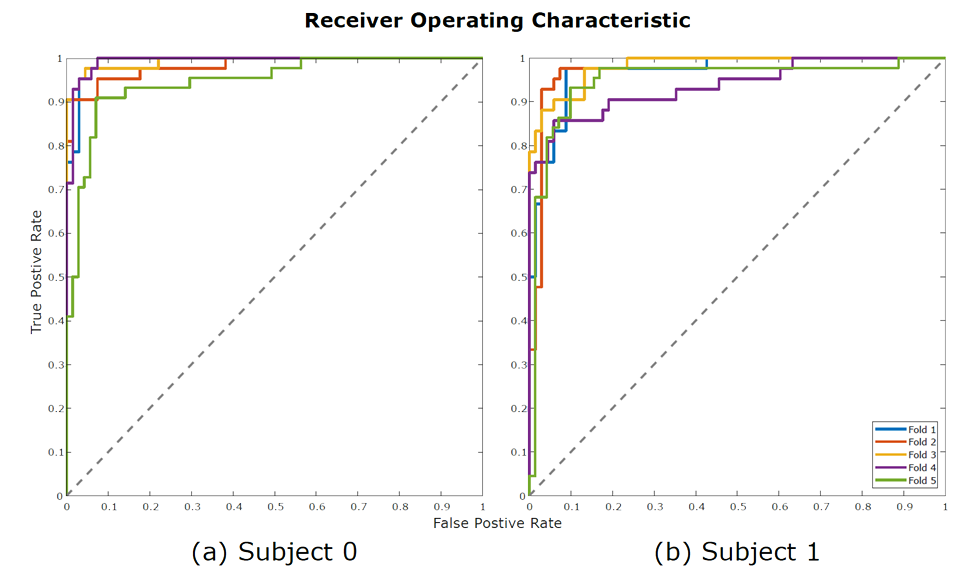 Receiver Operating Characteristic
1
0.9
0.8
0.7
0.6
0.5
0.4
0.3
0.2
0.1
0
True Postive Rate
0 0.1 0.2 0.3 0.4 0.5 0.6 0.7 0.8 0.9 1
1
0.9
0.8
0.7
0.6
0.5
0.4
0.3
0.2
0.1
0
Fold 1
Fold 2
Fold 3
Fold 4
Fold 5
0 0.1 0.2 0.3 0.4 0.5 0.6 0.7 0.8 0.9 1
False Postive Rate
(a) Subject 0
(b) Subject 1